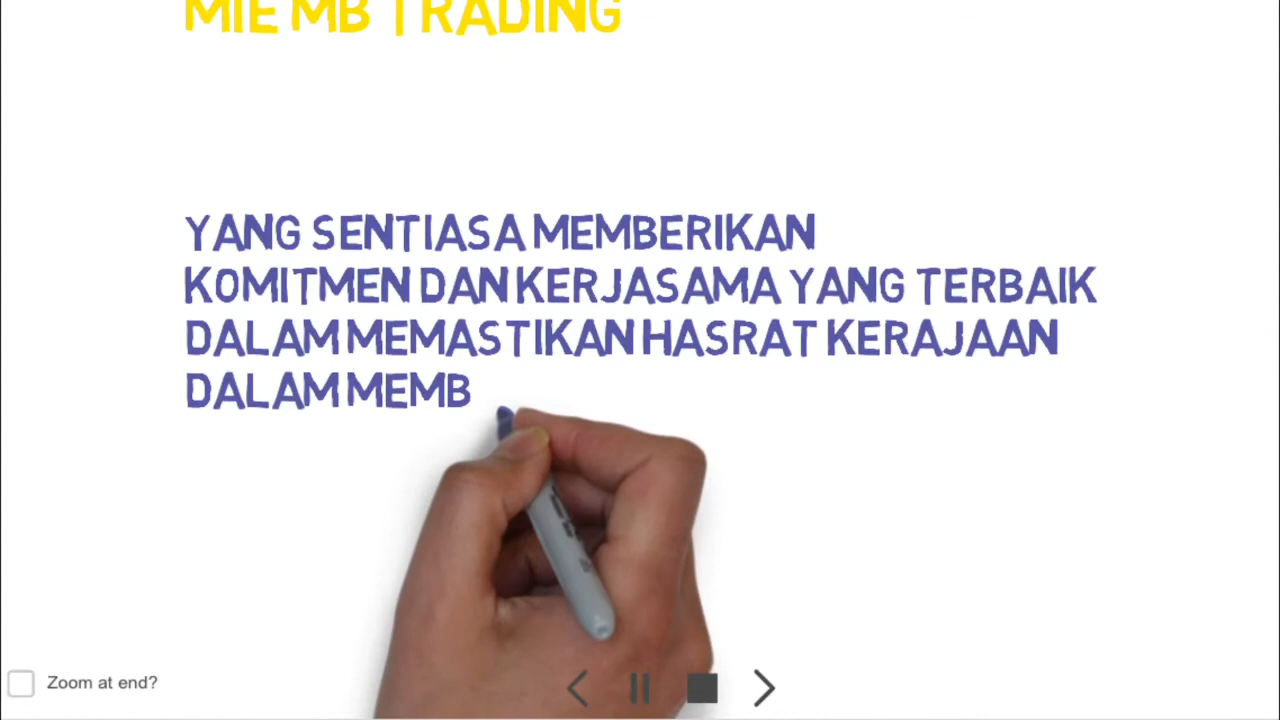 MIE MB TRADING
YANG SENTIASA MEMBERIKAN
KOMITMEN DAN KERJASAMA YANG TERBAIK
DALAM MEMASTIKAN HASRAT KERAJAAN
DALAM MEMB
Zoom at end?